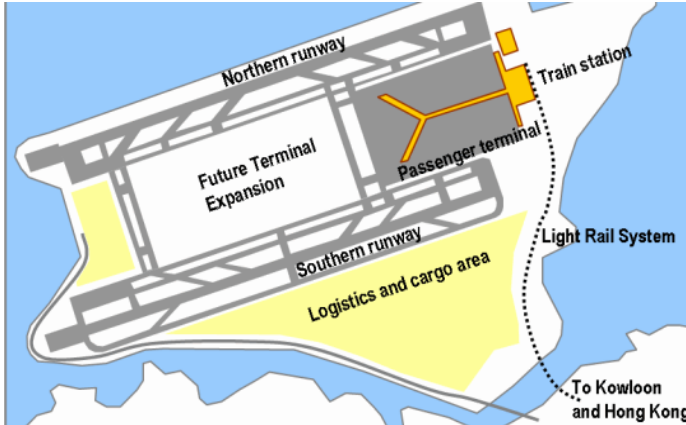 Northern runway
Train station
Passenger terminal
Future Terminal
Expansion
Southern runway
Light Rail System
Logistics and cargo area
To Kowloon
and Hong Kong